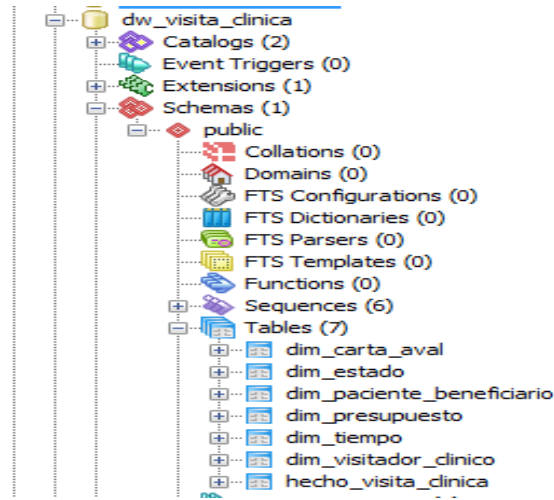 dw_visita_clinica
Catalogs (2)
Event Triggers (0)
Extensions (1)
Schemas (1)
public
Collations (0)
Domains (0)
FTS Configurations (0)
FTS Dictionaries (0)
FTS Parsers (0)
FTS Templates (0)
Functions (0)
Sequences (6)
Tables (7)
dim_carta_aval
dim_estado
dim_paciente_beneficiario
dim_presupuesto
dim_tiempo
dim_visitador_clinico
hecho_visita_clinica